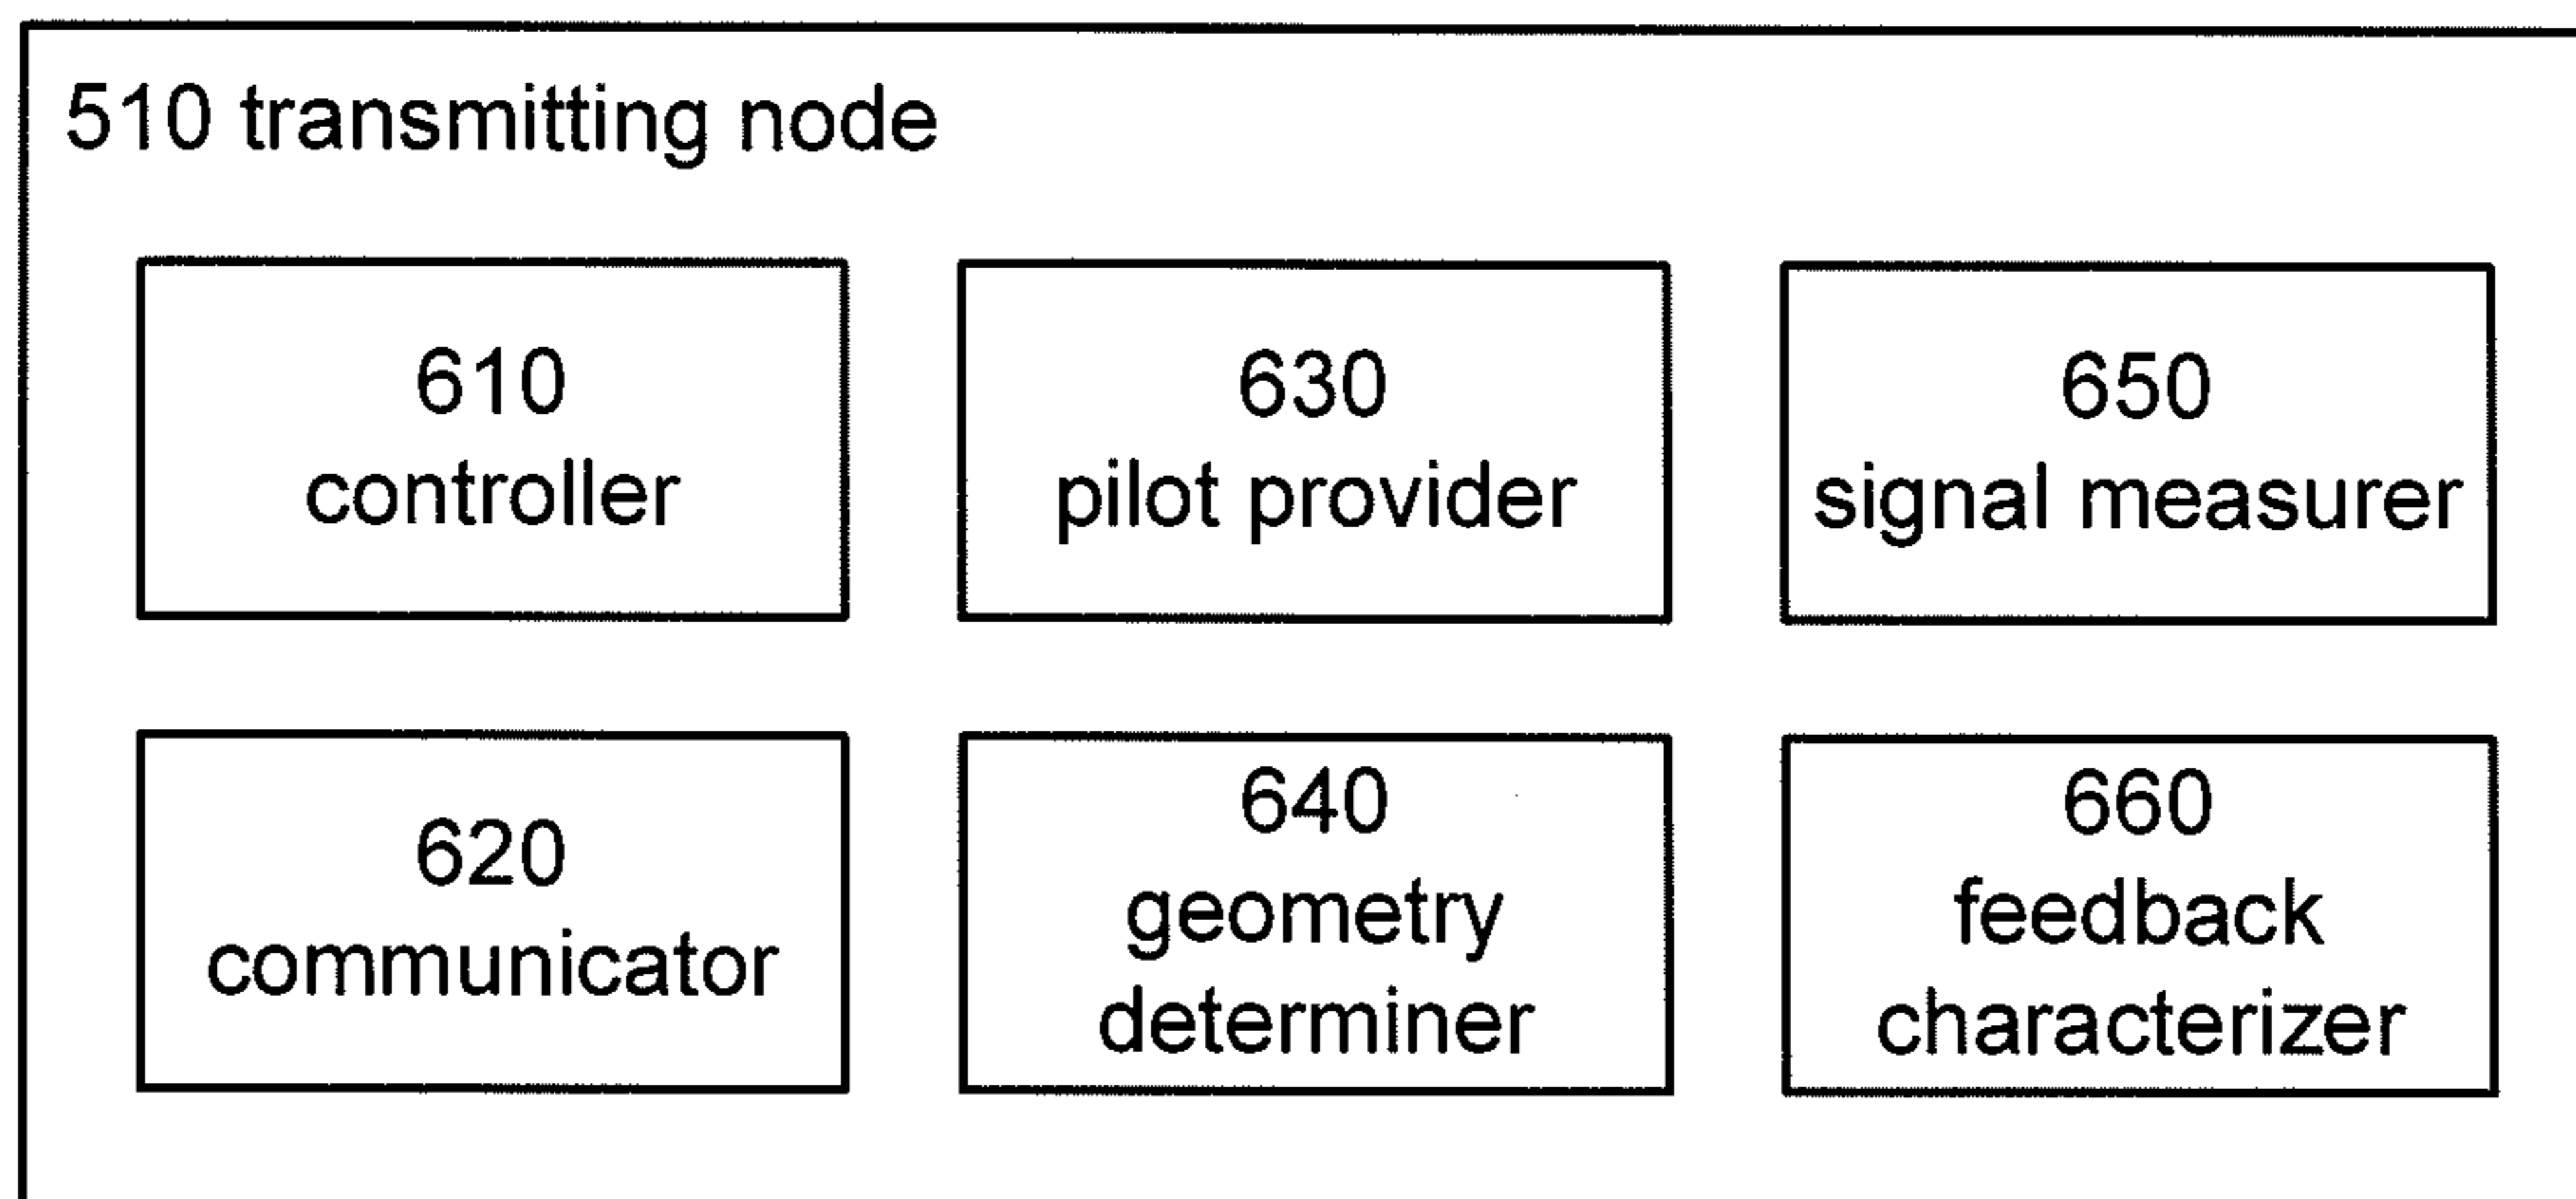 510 transmitting node
610
controller
630
pilot provider
650
signal measurer
620
communicator
640
geometry
determiner
660
feedback
characterizer